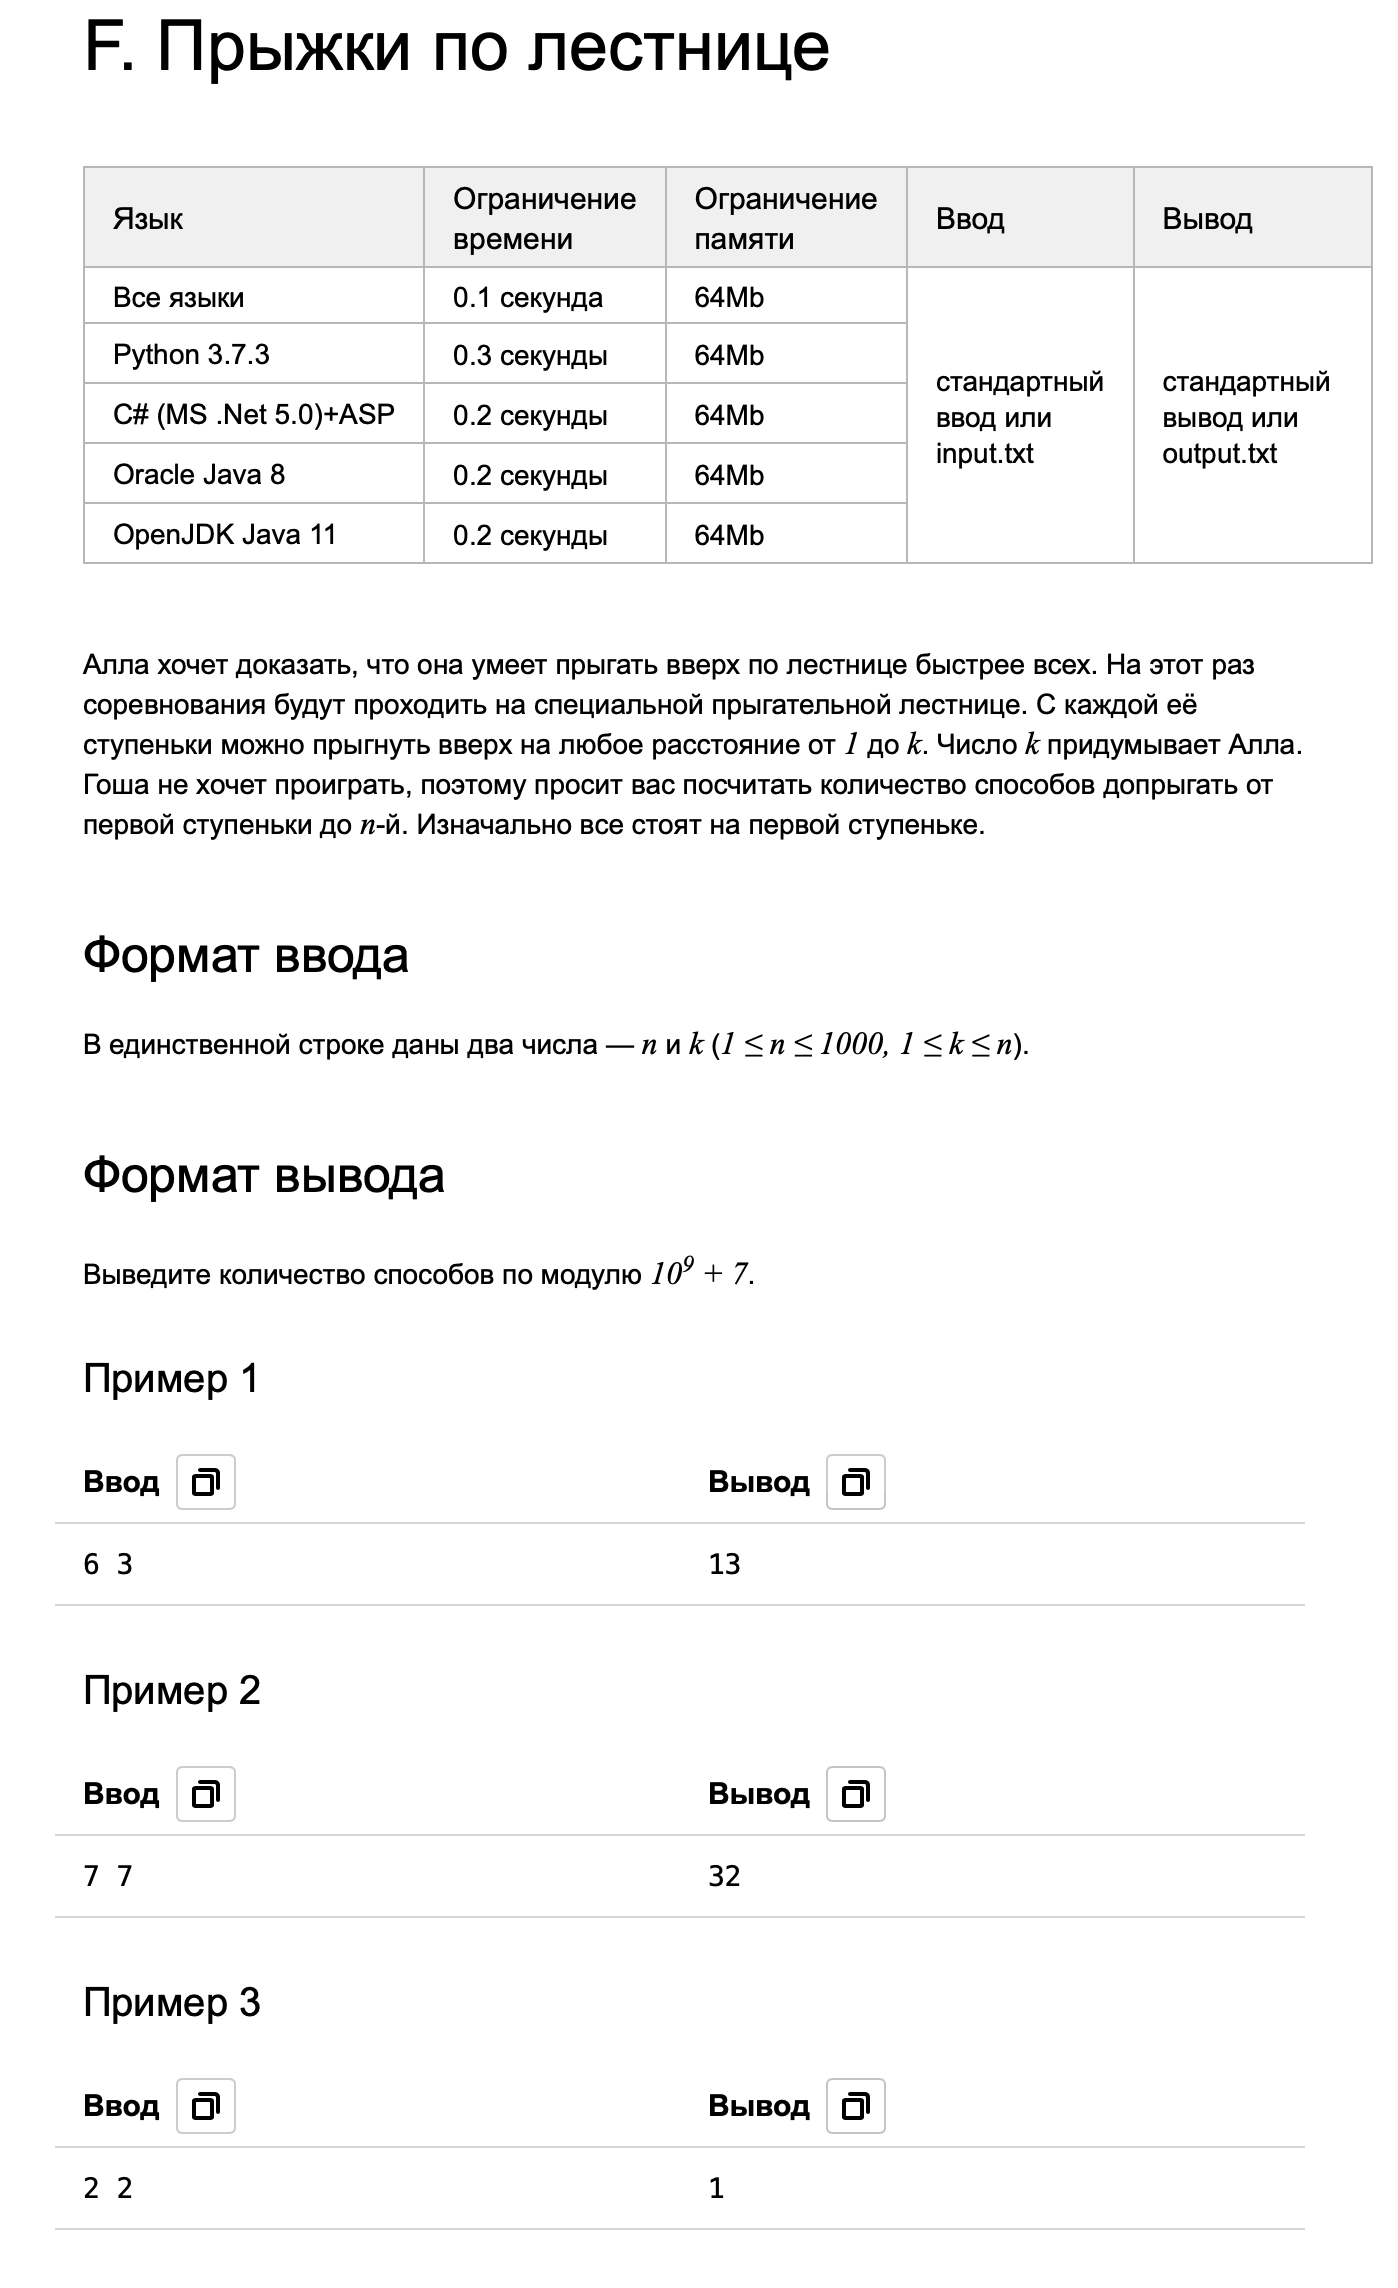 F. Прыжки по лестнице
Язык
Ограничение времени
Ограничение памяти
Ввод
Вывод
Все языки
0.1 секунда
64Mb
стандартный ввод или input.txt
стандартный вывод или output.txt
Python 3.7.3
0.3 секунды
64Mb
C# (MS .Net 5.0)+ASP
0.2 секунды
64Mb
Oracle Java 8
0.2 секунды
64Mb
OpenJDK Java 11
0.2 секунды
64Mb
Алла хочет доказать, что она умеет прыгать вверх по лестнице быстрее всех. На этот раз
соревнования будут проходить на специальной прыгательной лестнице. С каждой её
ступеньки можно прыгнуть вверх на любое расстояние от 1 до k. Число k придумывает Алла.
Гоша не хочет проиграть, поэтому просит вас посчитать количество способов допрыгать от
первой ступеньки до n-й. Изначально все стоят на первой ступеньке.
Формат ввода
В единственной строке даны два числа — n и k (1 ≤ n ≤ 1000, 1 ≤ k ≤ n).
Формат вывода
Выведите количество способов по модулю 10⁹ + 7.
Пример 1
Ввод
Вывод
6 3
13
Пример 2
Ввод
Вывод
7 7
32
Пример 3
Ввод
Вывод
2 2
1